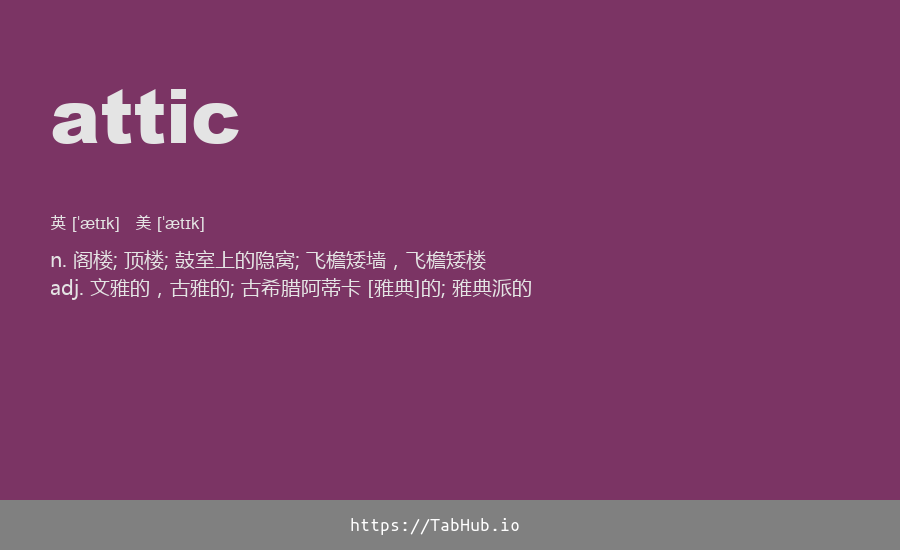 attic
英 ['ætɪk] 美 ['ætɪk]
n. 阁楼; 顶楼; 鼓室上的隐窝; 飞檐矮墙，飞檐矮楼
adj. 文雅的，古雅的; 古希腊阿蒂卡 [雅典]的; 雅典派的
https://TabHub.io